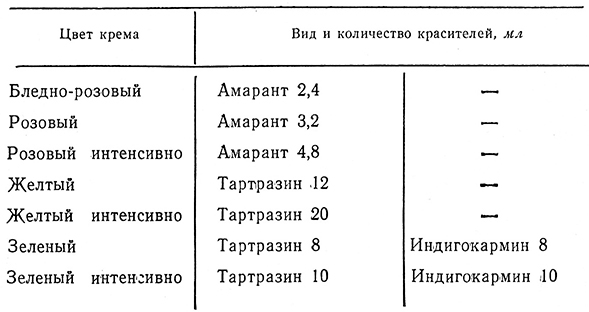 Цвет крема Вид и количество красителей, мл
Бледно-розовый Амарант 2,4 —
Розовый Амарант 3,2 —
Розовый интенсивно Амарант 4,8 —
Желтый Тартразин 12 —
Желтый интенсивно Тартразин 20 —
Зеленый Тартразин 8 Индигокармин 8
Зеленый интенсивно Тартразин 10 Индигокармин 10